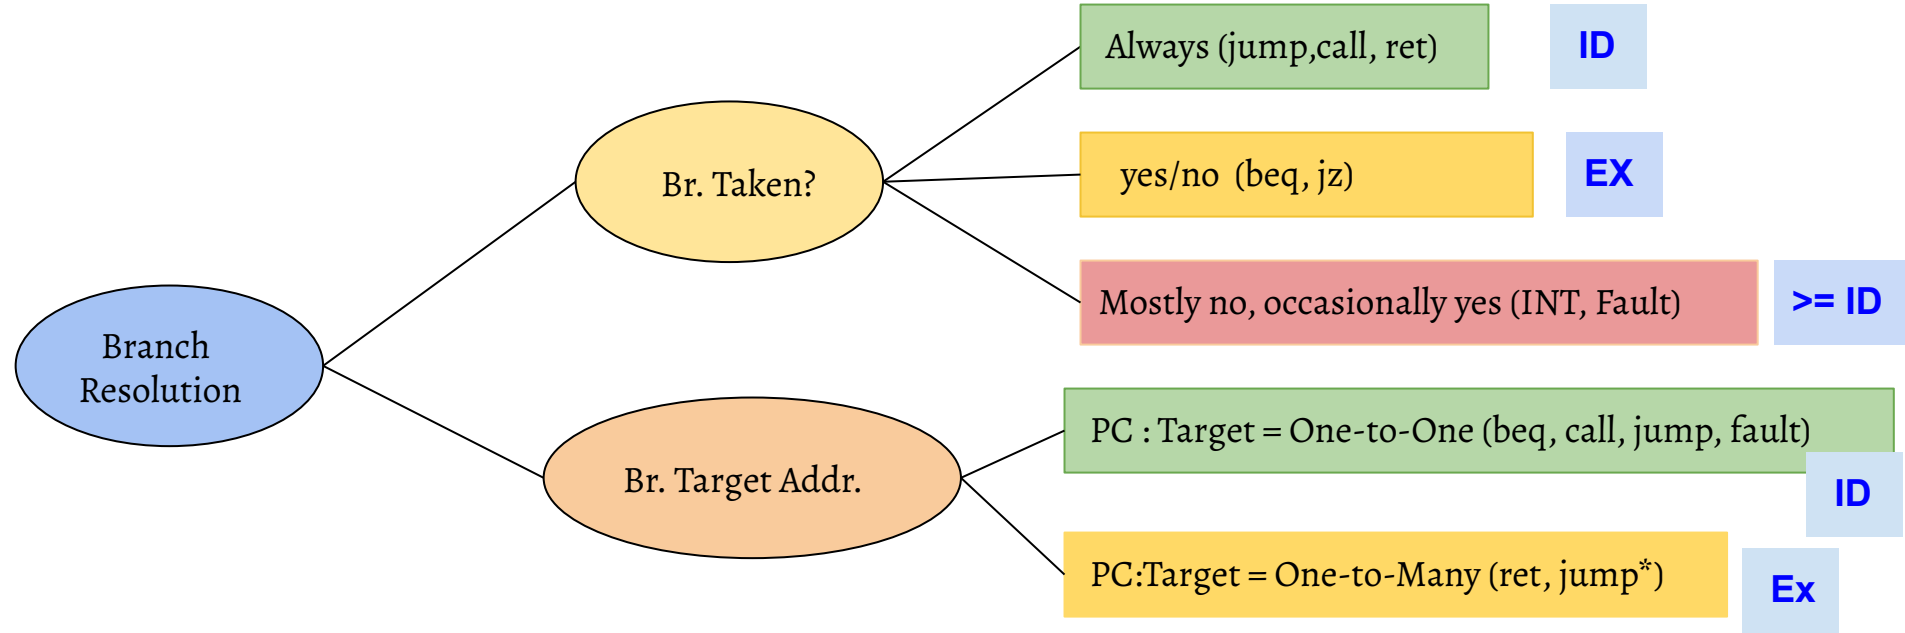 Always (jump,call, ret)
ID
Br. Taken?
yes/no (beq, jz)
EX
Mostly no, occasionally yes (INT, Fault)
>= ID
Branch
Resolution
PC : Target = One-to-One (beq, call, jump, fault)
ID
Br. Target Addr.
PC:Target = One-to-Many (ret, jump*)
Ex